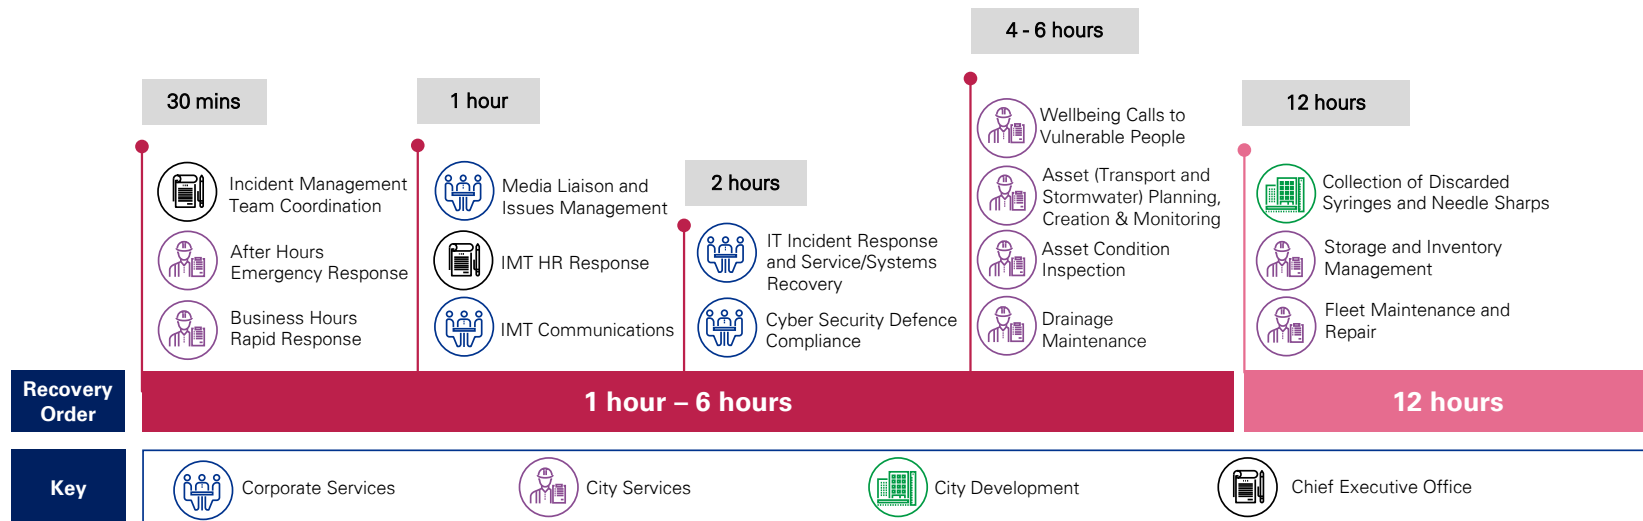 30 mins
Incident Management
Team Coordination
After Hours
Emergency Response
Business Hours
Rapid Response
1 hour
Media Liaison and
Issues Management
IMT HR Response
IMT Communications
2 hours
IT Incident Response
and Service/Systems
Recovery
Cyber Security Defence
Compliance
4 - 6 hours
Wellbeing Calls to
Vulnerable People
Asset (Transport and
Stormwater) Planning,
Creation & Monitoring
Asset Condition
Inspection
Drainage
Maintenance
12 hours
Collection of Discarded
Syringes and Needle Sharps
Storage and Inventory
Management
Fleet Maintenance and
Repair
Recovery
Order
1 hour – 6 hours
12 hours
Key
Corporate Services
City Services
City Development
Chief Executive Office